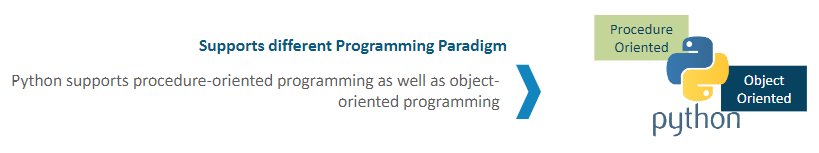 Supports different Programming Paradigm
Python supports procedure-oriented programming as well as object-
oriented programming
Procedure
Oriented
Object
Oriented
python